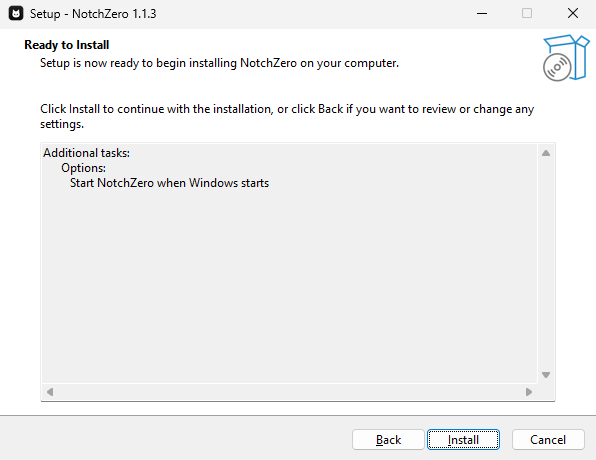 Setup - NotchZero 1.1.3
Ready to Install
Setup is now ready to begin installing NotchZero on your computer.
Click Install to continue with the installation, or click Back if you want to review or change any
settings.
Additional tasks:
Options:
Start NotchZero when Windows starts
Back
Install
Cancel